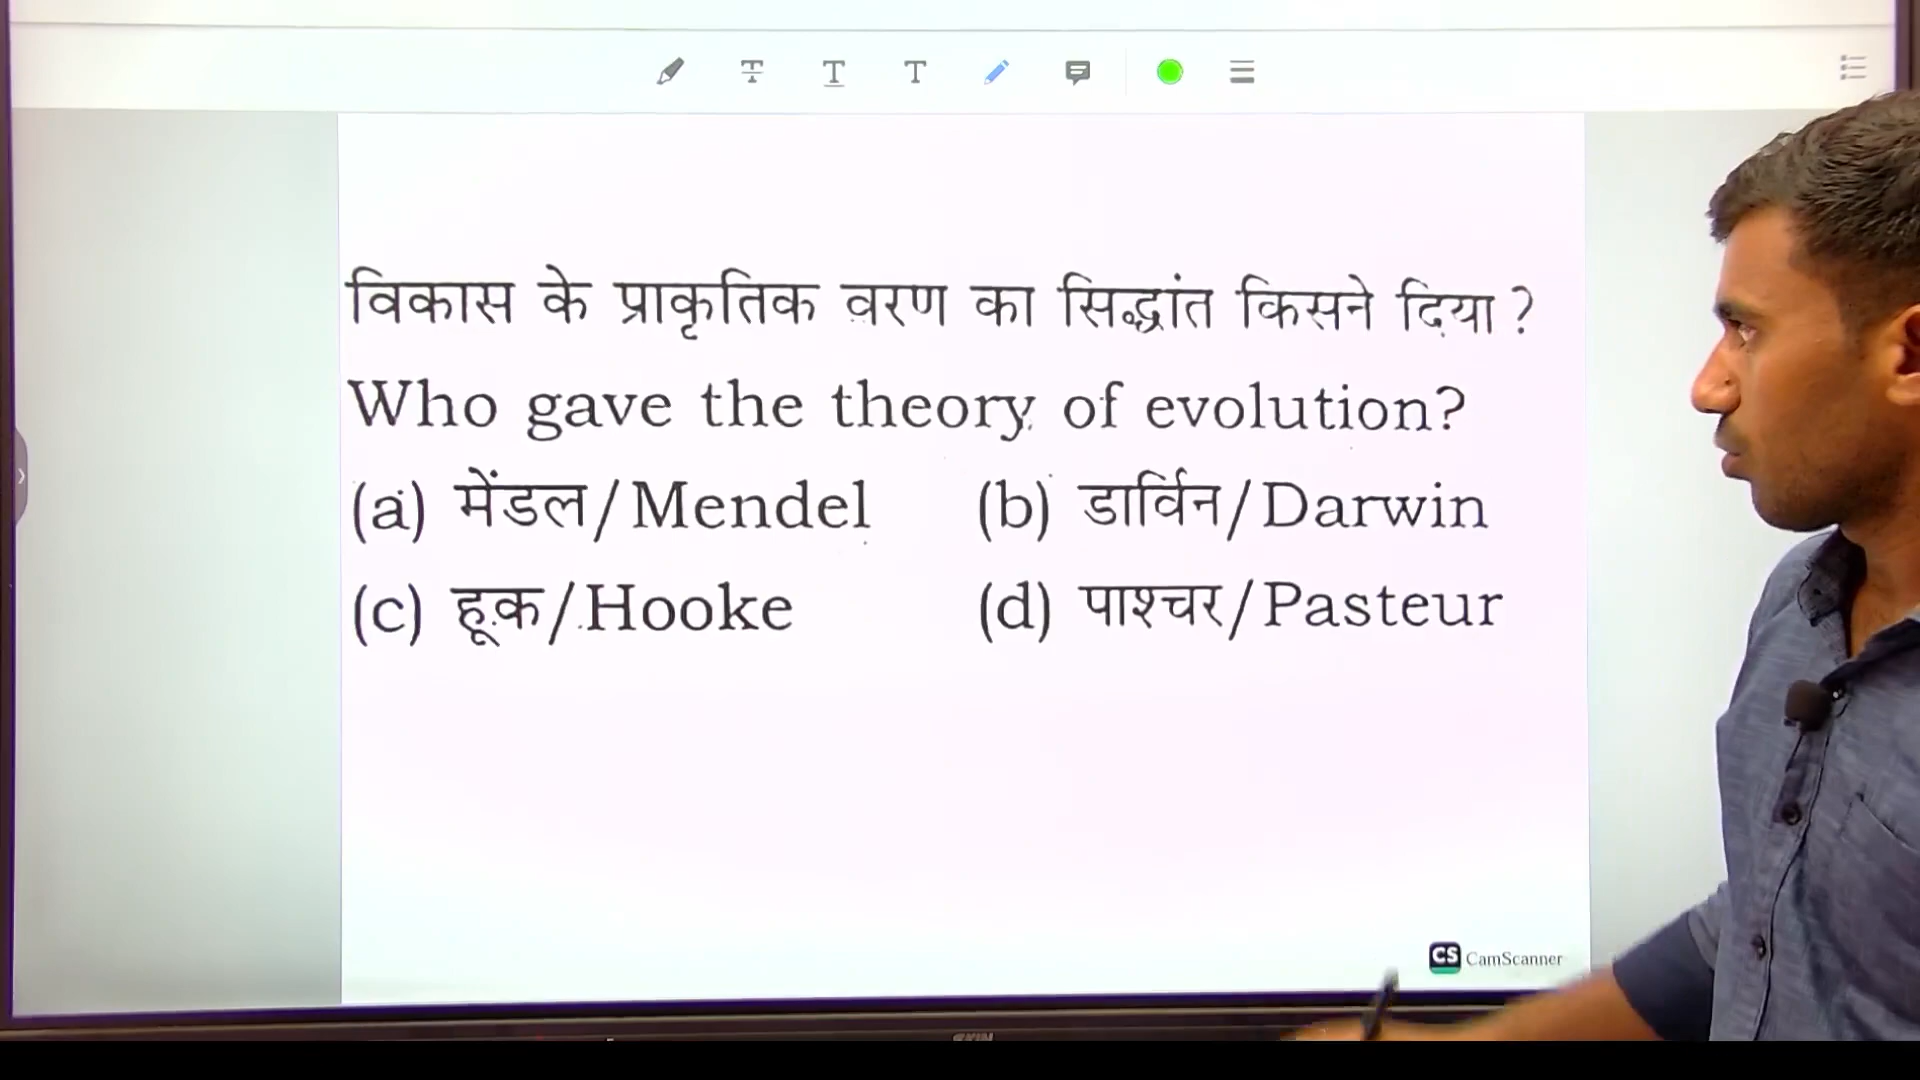 विकास के प्राकृतिक वरण का सिद्धांत किसने दिया ?
Who gave the theory of evolution?
(a) मेंडल/Mendel (b) डार्विन/Darwin
(c) हूक/Hooke (d) पाश्चर/Pasteur
CS CamScanner